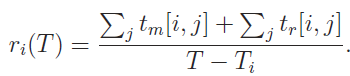 r_i(T) = \frac{\sum_j t_m[i, j] + \sum_j t_r[i, j]}{T - T_i}.